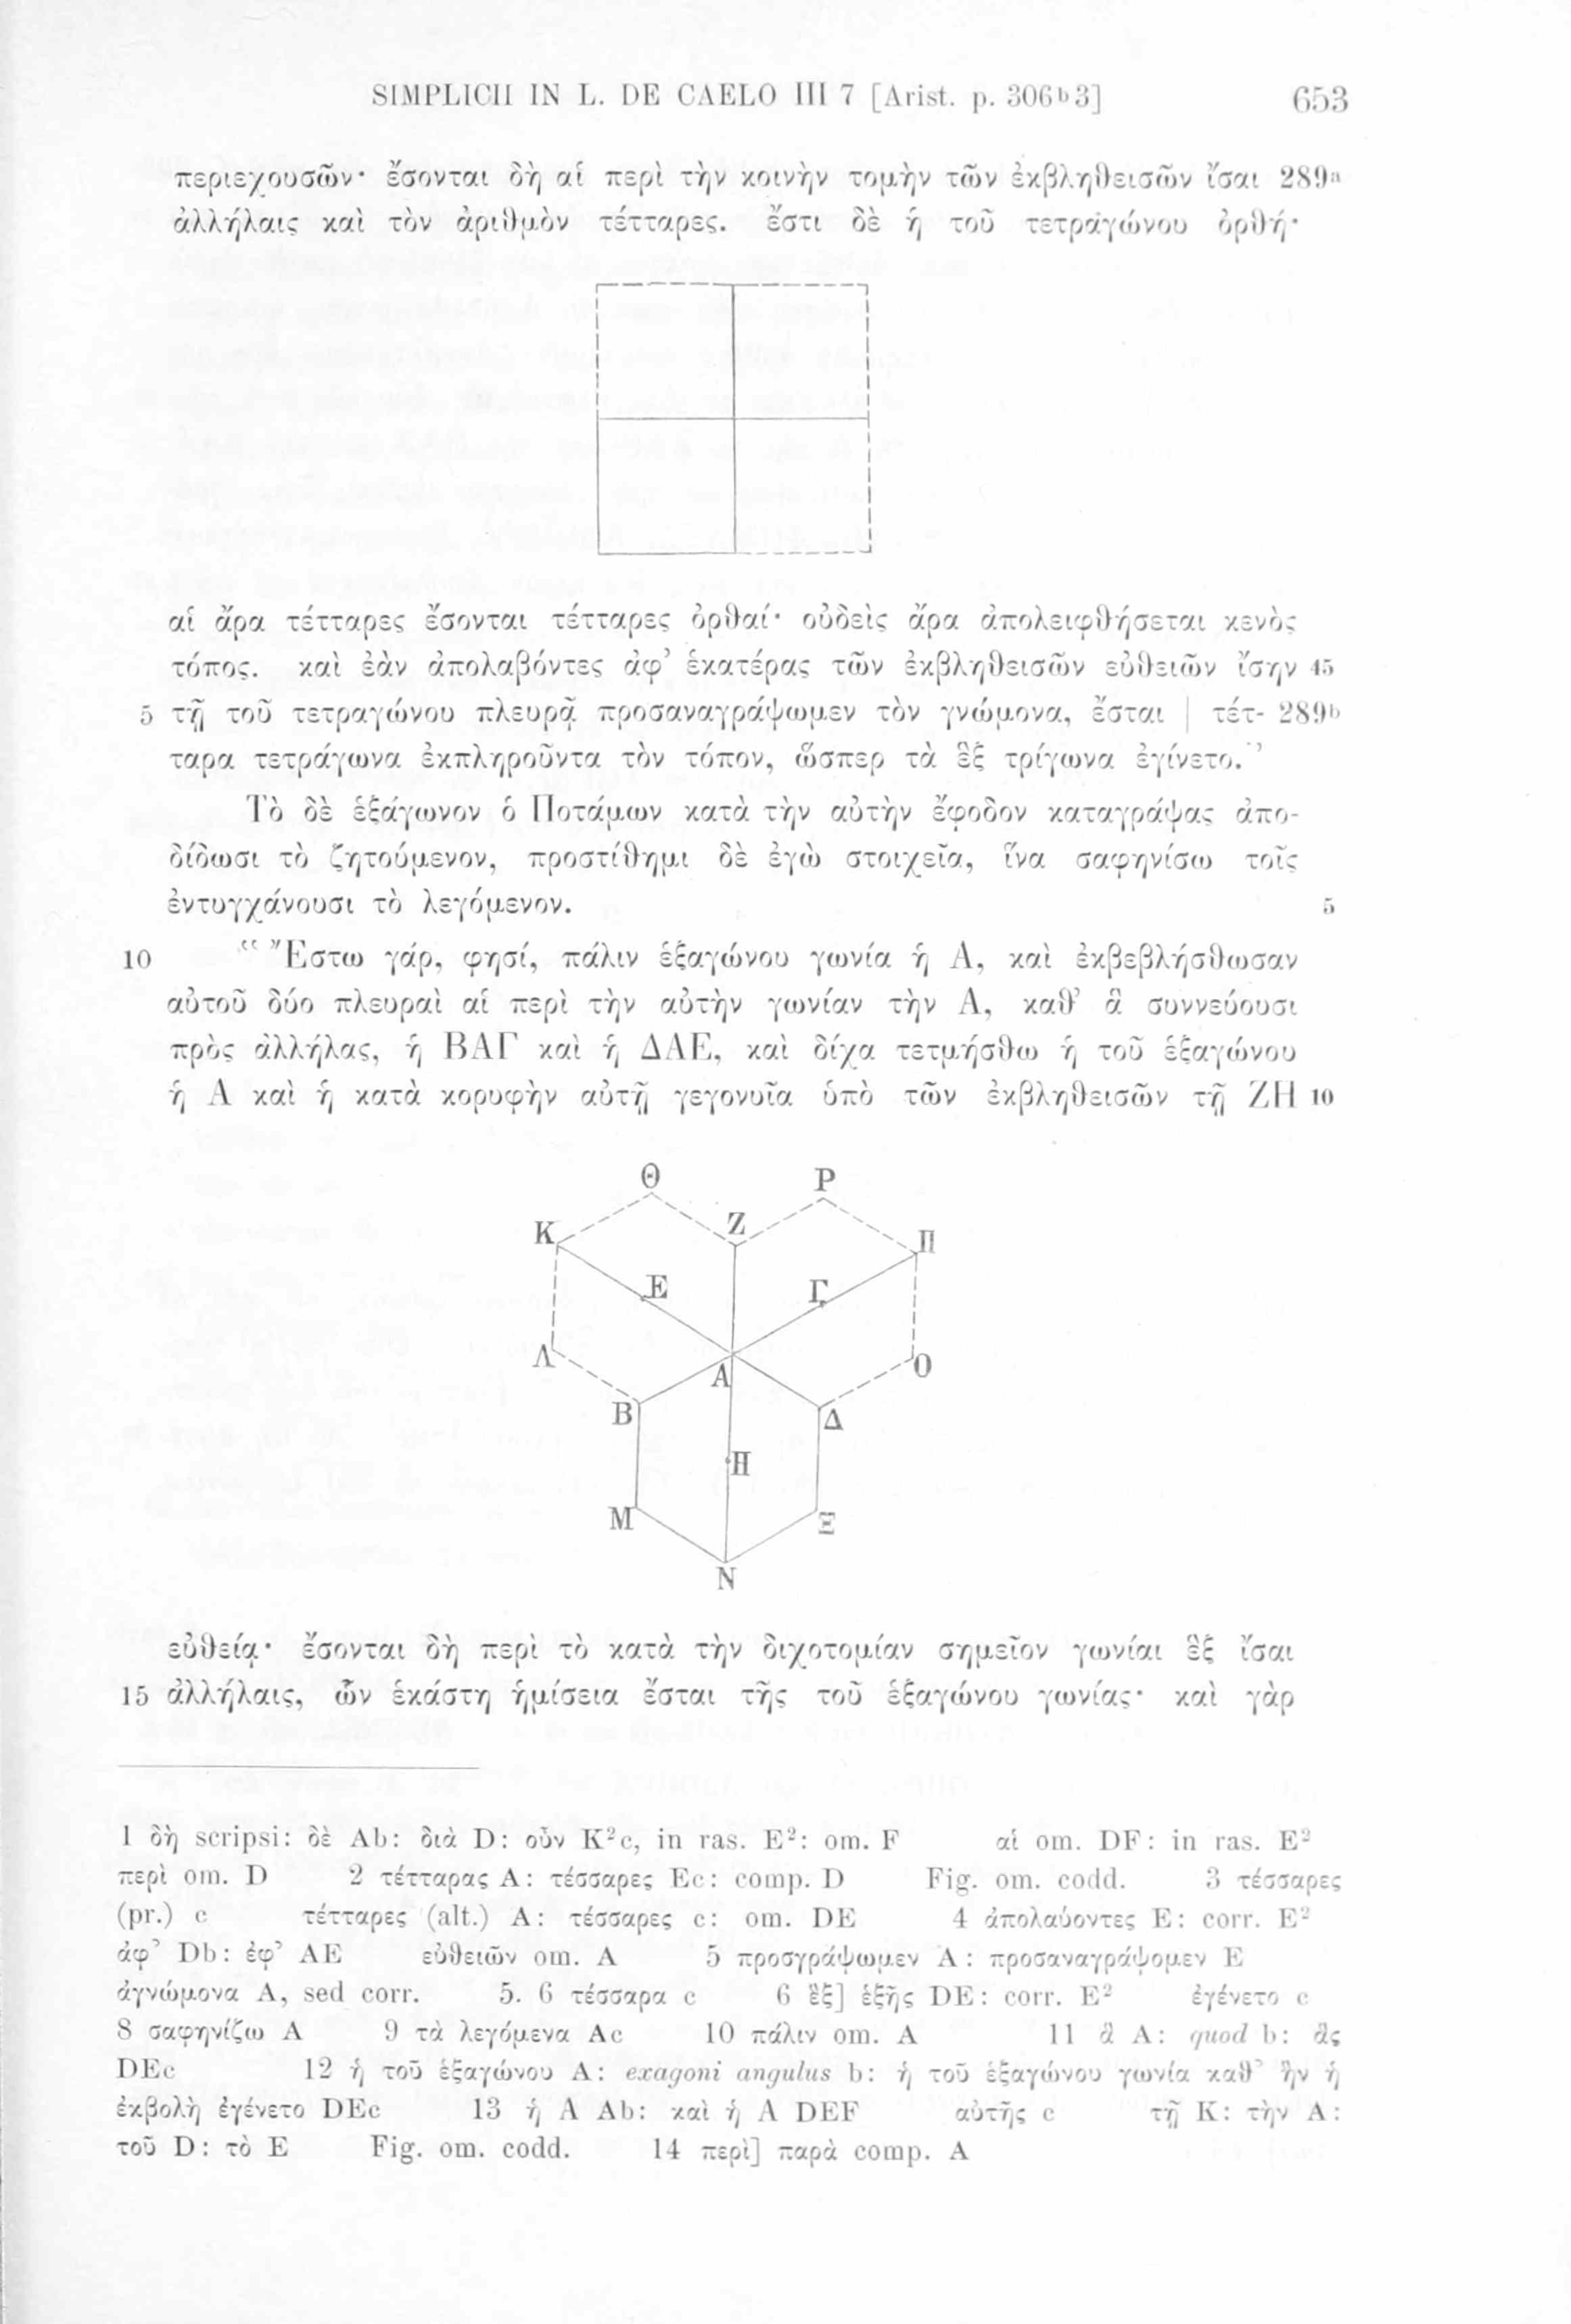 SIMPLICII IN L. DE CAELO III 7 [Arist. p. 306ᵇ3] 653
περιεχουσῶν· ἔσονται δὴ αἱ περὶ τὴν κοινὴν τομὴν τῶν ἐκβληθεισῶν ἴσαι 289ᵃ
ἀλλήλαις καὶ τὸν ἀριθμὸν τέτταρες. ἔστι δὲ ἡ τοῦ τετραγώνου ὀρθή·
αἱ ἄρα τέτταρες ἔσονται τέτταρες ὀρθαί· οὐδεὶς ἄρα ἀπολειφθήσεται κενὸς
τόπος. καὶ ἐὰν ἀπολαβόντες ἀφ’ ἑκατέρας τῶν ἐκβληθεισῶν εὐθειῶν ἴσην 45
5 τῇ τοῦ τετραγώνου πλευρᾷ προσαναγράψωμεν τὸν γνώμονα, ἔσται | τέτ- 289ᵇ
ταρα τετράγωνα ἐκπληροῦντα τὸν τόπον, ὥσπερ τὰ ἓξ τρίγωνα ἐγίνετο.”
Τὸ δὲ ἑξάγωνον ὁ Ποτάμων κατὰ τὴν αὐτὴν ἔφοδον καταγράψας ἀπο-
δίδωσι τὸ ζητούμενον, προστίθημι δὲ ἐγὼ στοιχεῖα, ἵνα σαφηνίσω τοῖς
ἐντυγχάνουσι τὸ λεγόμενον. 5
10 “Ἔστω γάρ, φησί, πάλιν ἑξαγώνου γωνία ἡ Α, καὶ ἐκβεβλήσθωσαν
αὐτοῦ δύο πλευραὶ αἱ περὶ τὴν αὐτὴν γωνίαν τὴν Α, καθ’ ἃ συννεύουσι
πρὸς ἀλλήλας, ἡ ΒΑΓ καὶ ἡ ΔΑΕ, καὶ δίχα τετμήσθω ἡ τοῦ ἑξαγώνου
ἡ Α καὶ ἡ κατὰ κορυφὴν αὐτῇ γεγονυῖα ὑπὸ τῶν ἐκβληθεισῶν τῇ ΖΗ 10
Θ Ρ
Κ Ζ Π
Ε Γ
Λ Α Ο
Β Δ
Η
Μ Ξ
Ν
εὐθείᾳ· ἔσονται δὴ περὶ τὸ κατὰ τὴν διχοτομίαν σημεῖον γωνίαι ἓξ ἴσαι
15 ἀλλήλαις, ὧν ἑκάστη ἡμίσεια ἔσται τῆς τοῦ ἑξαγώνου γωνίας· καὶ γὰρ
1 δὴ scripsi: δὲ Ab: διὰ D: οὖν K²c, in ras. E²: om. F αἱ om. DF: in ras. E²
περὶ om. D 2 τέτταρας A: τέσσαρες Ec: comp. D Fig. om. codd. 3 τέσσαρες
(pr.) c τέτταρες (alt.) A: τέσσαρες c: om. DE 4 ἀπολαύοντες E: corr. E²
ἀφ’ Db: ἐφ’ AE εὐθειῶν om. A 5 προσγράψωμεν A: προσαναγράψομεν E
ἀγνώμονα A, sed corr. 5. 6 τέσσαρα c 6 ἓξ] ἑξῆς DE: corr. E² ἐγένετο c
8 σαφηνίζω A 9 τὰ λεγόμενα Ac 10 πάλιν om. A 11 ἃ A: quod b: ἃς
DEc 12 ἡ τοῦ ἑξαγώνου A: exagoni angulus b: ἡ τοῦ ἑξαγώνου γωνία καθ’ ἣν ἡ
ἐκβολὴ ἐγένετο DEc 13 ἡ A Ab: καὶ ἡ A DEF αὐτῆς c τῇ K: τὴν A:
τοῦ D: τὸ E Fig. om. codd. 14 περὶ] παρὰ comp. A